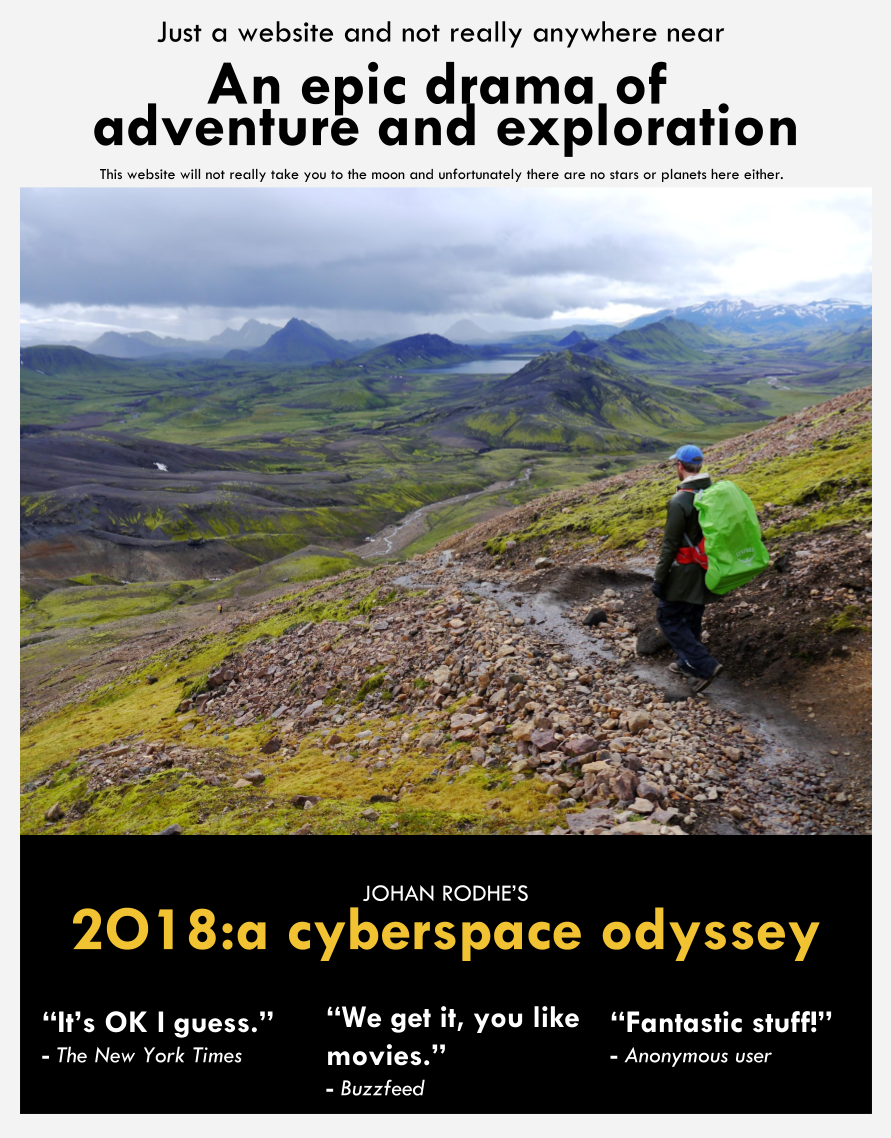 Just a website and not really anywhere near
An epic drama of
adventure and exploration
This website will not really take you to the moon and unfortunately there are no stars or planets here either.
JOHAN RODHE’S
2018:a cyberspace odyssey
“It’s OK I guess.”
- The New York Times
“We get it, you like
movies.”
- Buzzfeed
“Fantastic stuff!”
- Anonymous user